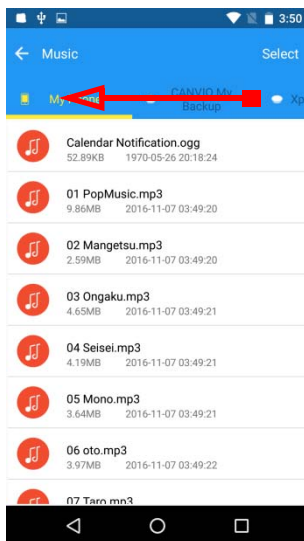 3:50
Music
Select
My Phone
CANVIO My
Backup
Xp
Calendar Notification.ogg
52.89KB 1970-05-26 20:18:24
01 PopMusic.mp3
9.86MB 2016-11-07 03:49:20
02 Mangetsu.mp3
2.59MB 2016-11-07 03:49:20
03 Ongaku.mp3
4.65MB 2016-11-07 03:49:21
04 Seisei.mp3
4.19MB 2016-11-07 03:49:21
05 Mono.mp3
3.64MB 2016-11-07 03:49:21
06 oto.mp3
3.97MB 2016-11-07 03:49:22
07 Taro.mp3